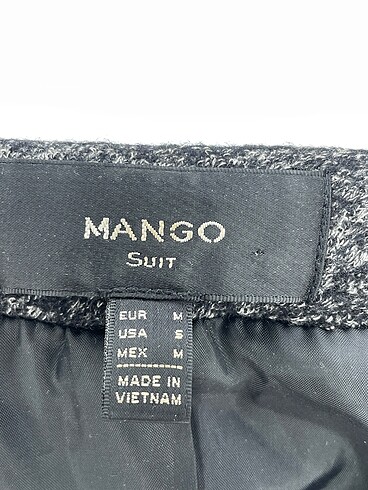 MANGO
SUIT
EUR M
USA S
MEX M
MADE IN
VIETNAM